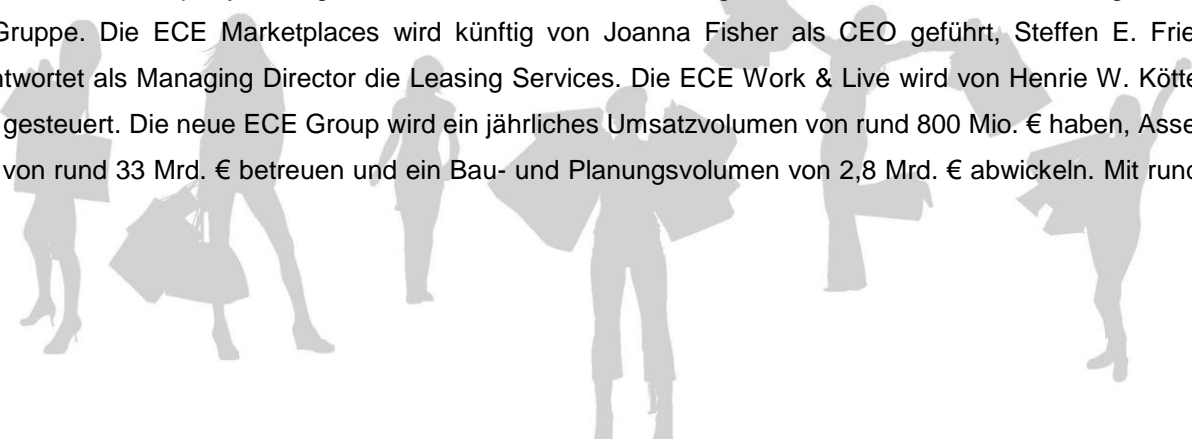 Gruppe. Die ECE Marketplaces wird künftig von Joanna Fisher als CEO geführt, Steffen E. Frie
ntwortet als Managing Director die Leasing Services. Die ECE Work & Live wird von Henrie W. Kötte
gesteuert. Die neue ECE Group wird ein jährliches Umsatzvolumen von rund 800 Mio. € haben, Asse
von rund 33 Mrd. € betreuen und ein Bau- und Planungsvolumen von 2,8 Mrd. € abwickeln. Mit rund